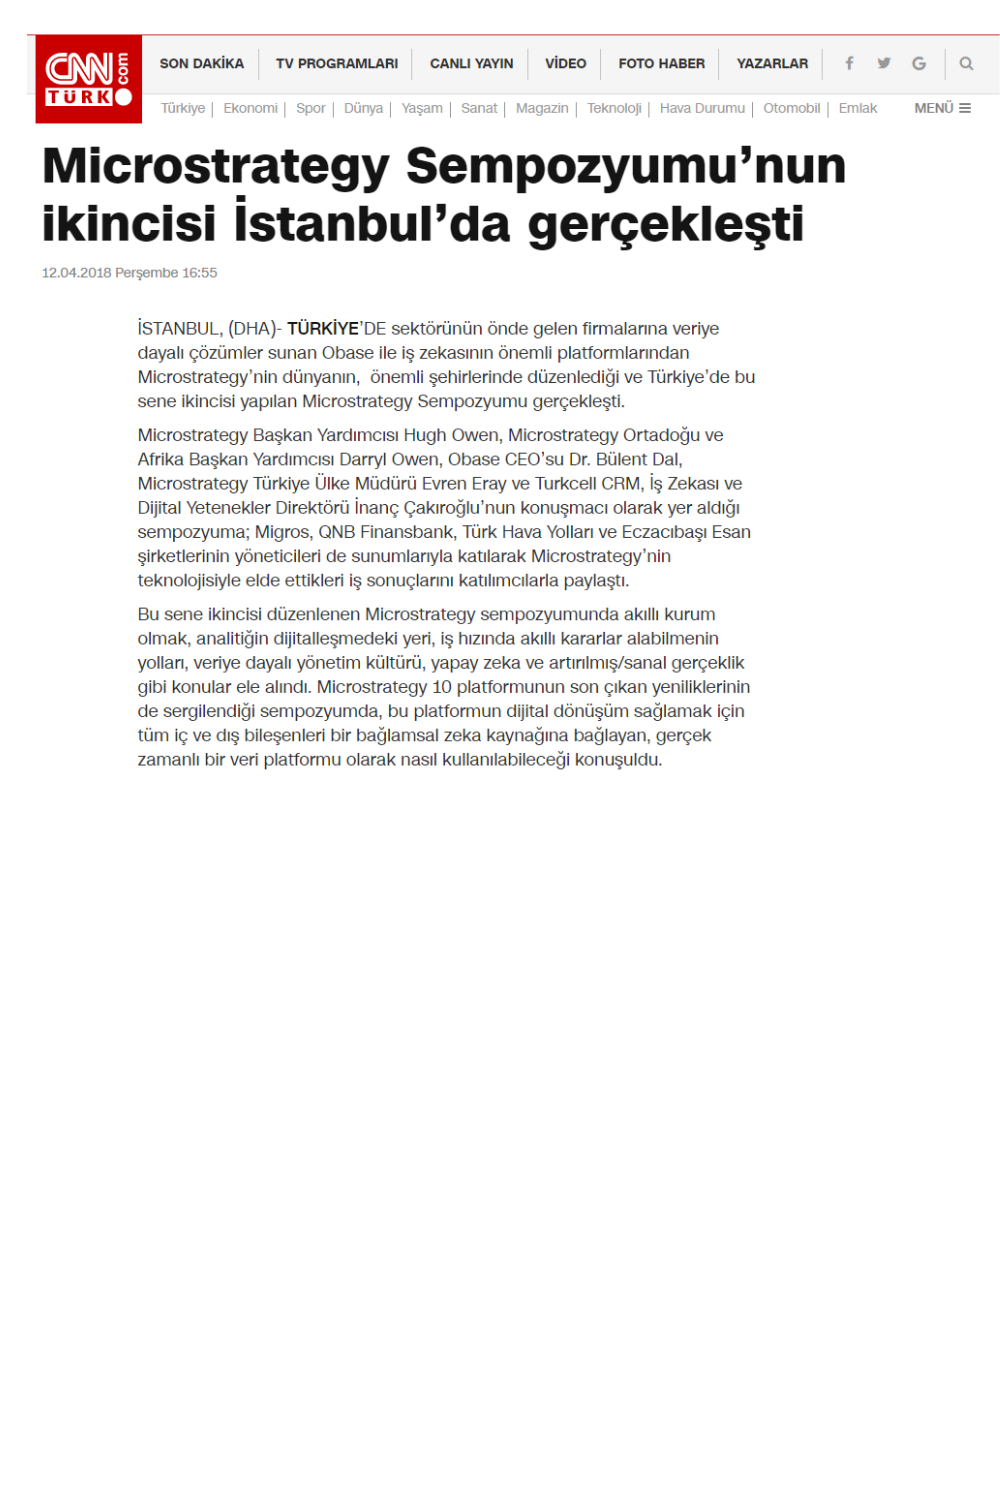 CNN.com
TÜRK
SON DAKİKA TV PROGRAMLARI CANLI YAYIN VİDEO FOTO HABER YAZARLAR
Türkiye | Ekonomi | Spor | Dünya | Yaşam | Sanat | Magazin | Teknoloji | Hava Durumu | Otomobil | Emlak MENÜ
Microstrategy Sempozyumu’nun
ikincisi İstanbul’da gerçekleşti
12.04.2018 Perşembe 16:55
İSTANBUL, (DHA)- TÜRKİYE’DE sektörünün önde gelen firmalarına veriye
dayalı çözümler sunan Obase ile iş zekasının önemli platformlarından
Microstrategy’nin dünyanın, önemli şehirlerinde düzenlediği ve Türkiye’de bu
sene ikincisi yapılan Microstrategy Sempozyumu gerçekleşti.
Microstrategy Başkan Yardımcısı Hugh Owen, Microstrategy Ortadoğu ve
Afrika Başkan Yardımcısı Darryl Owen, Obase CEO’su Dr. Bülent Dal,
Microstrategy Türkiye Ülke Müdürü Evren Eray ve Turkcell CRM, İş Zekası ve
Dijital Yetenekler Direktörü İnanç Çakıroğlu’nun konuşmacı olarak yer aldığı
sempozyuma; Migros, QNB Finansbank, Türk Hava Yolları ve Eczacıbaşı Esan
şirketlerinin yöneticileri de sunumlarıyla katılarak Microstrategy’nin
teknolojisiyle elde ettikleri iş sonuçlarını katılımcılarla paylaştı.
Bu sene ikincisi düzenlenen Microstrategy sempozyumunda akıllı kurum
olmak, analitiğin dijitalleşmedeki yeri, iş hızında akıllı kararlar alabilmenin
yolları, veriye dayalı yönetim kültürü, yapay zeka ve artırılmış/sanal gerçeklik
gibi konular ele alındı. Microstrategy 10 platformunun son çıkan yeniliklerinin
de sergilendiği sempozyumda, bu platformun dijital dönüşüm sağlamak için
tüm iç ve dış bileşenleri bir bağlamsal zeka kaynağına bağlayan, gerçek
zamanlı bir veri platformu olarak nasıl kullanılabileceği konuşuldu.